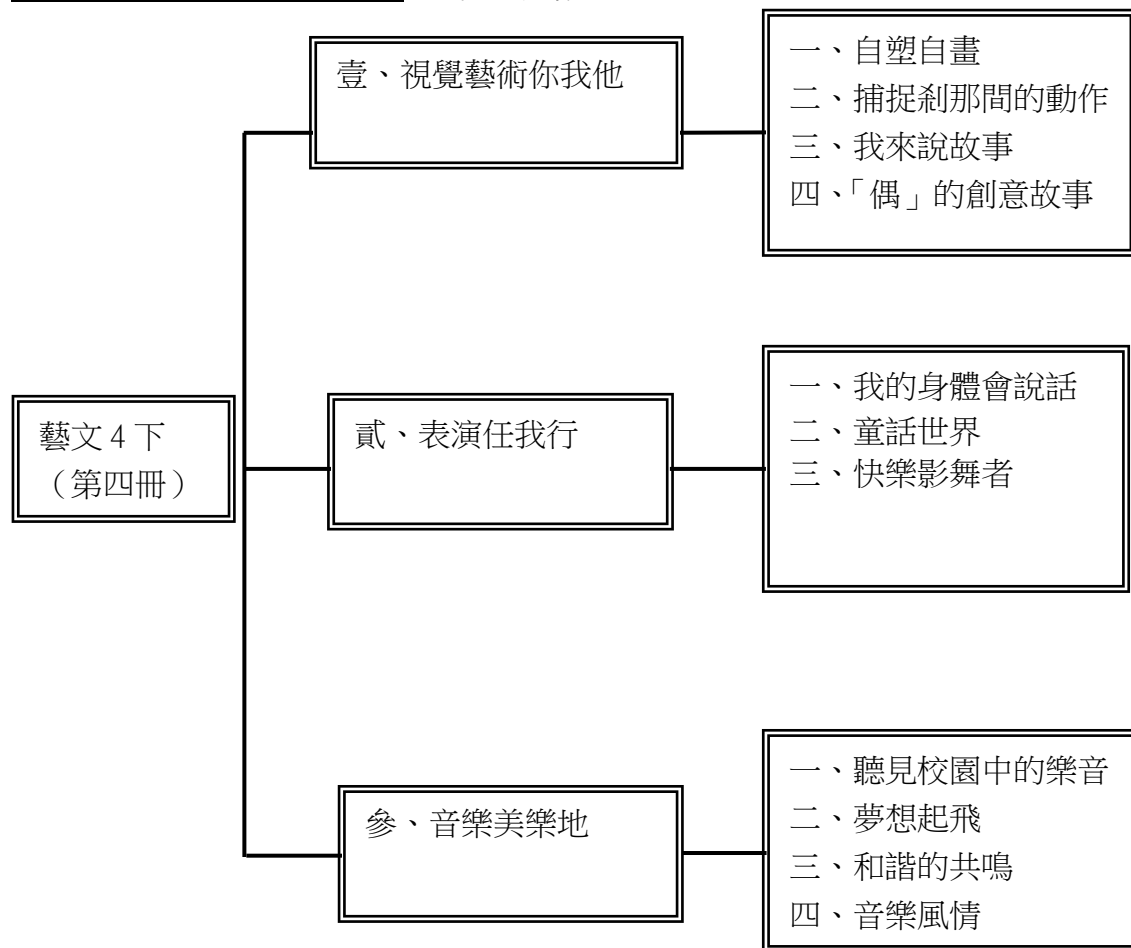 壹、視覺藝術你我他
一、自塑自畫
二、捕捉剎那間的動作
三、我來說故事
四、「偶」的創意故事
藝文 4 下
（第四冊）
貳、表演任我行
一、我的身體會說話
二、童話世界
三、快樂影舞者
參、音樂美樂地
一、聽見校園中的樂音
二、夢想起飛
三、和諧的共鳴
四、音樂風情